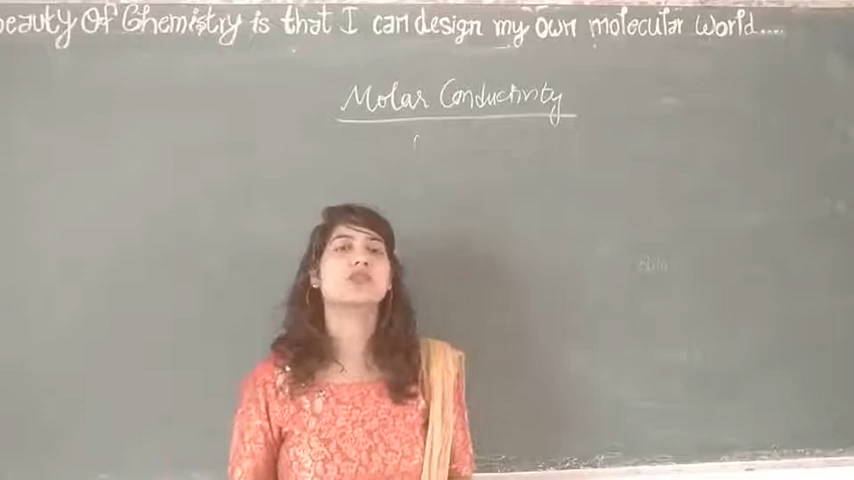 beauty Of Chemistry is that I can design my own molecular world....
Molar Conductivity